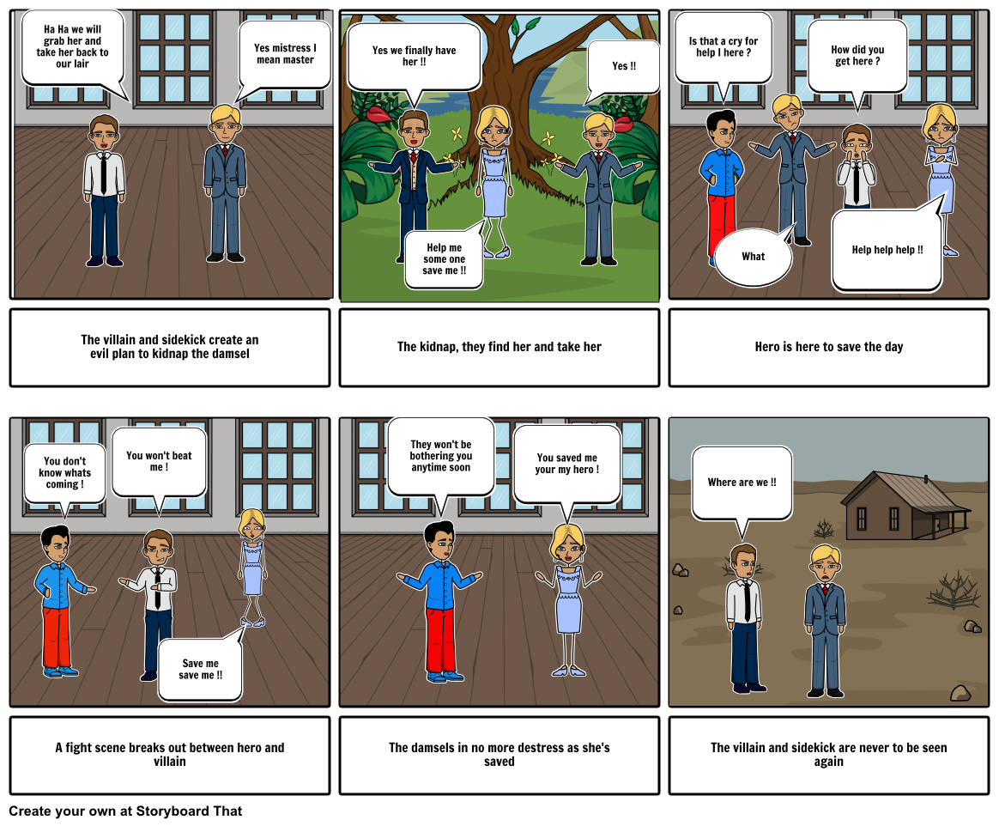 Ha Ha we will
grab her and
take her back to
our lair
Yes mistress I
mean master
Yes we finally have
her !!
Yes !!
Help me
some one
save me !!
Is that a cry for
help I here ?
How did you
get here ?
What
Help help help !!
The villain and sidekick create an
evil plan to kidnap the damsel
The kidnap, they find her and take her
Hero is here to save the day
You don't
know whats
coming !
You won't beat
me !
Save me
save me !!
They won't be
bothering you
anytime soon
You saved me
your my hero !
Where are we !!
A fight scene breaks out between hero and
villain
The damsels in no more destress as she's
saved
The villain and sidekick are never to be seen
again
Create your own at Storyboard That